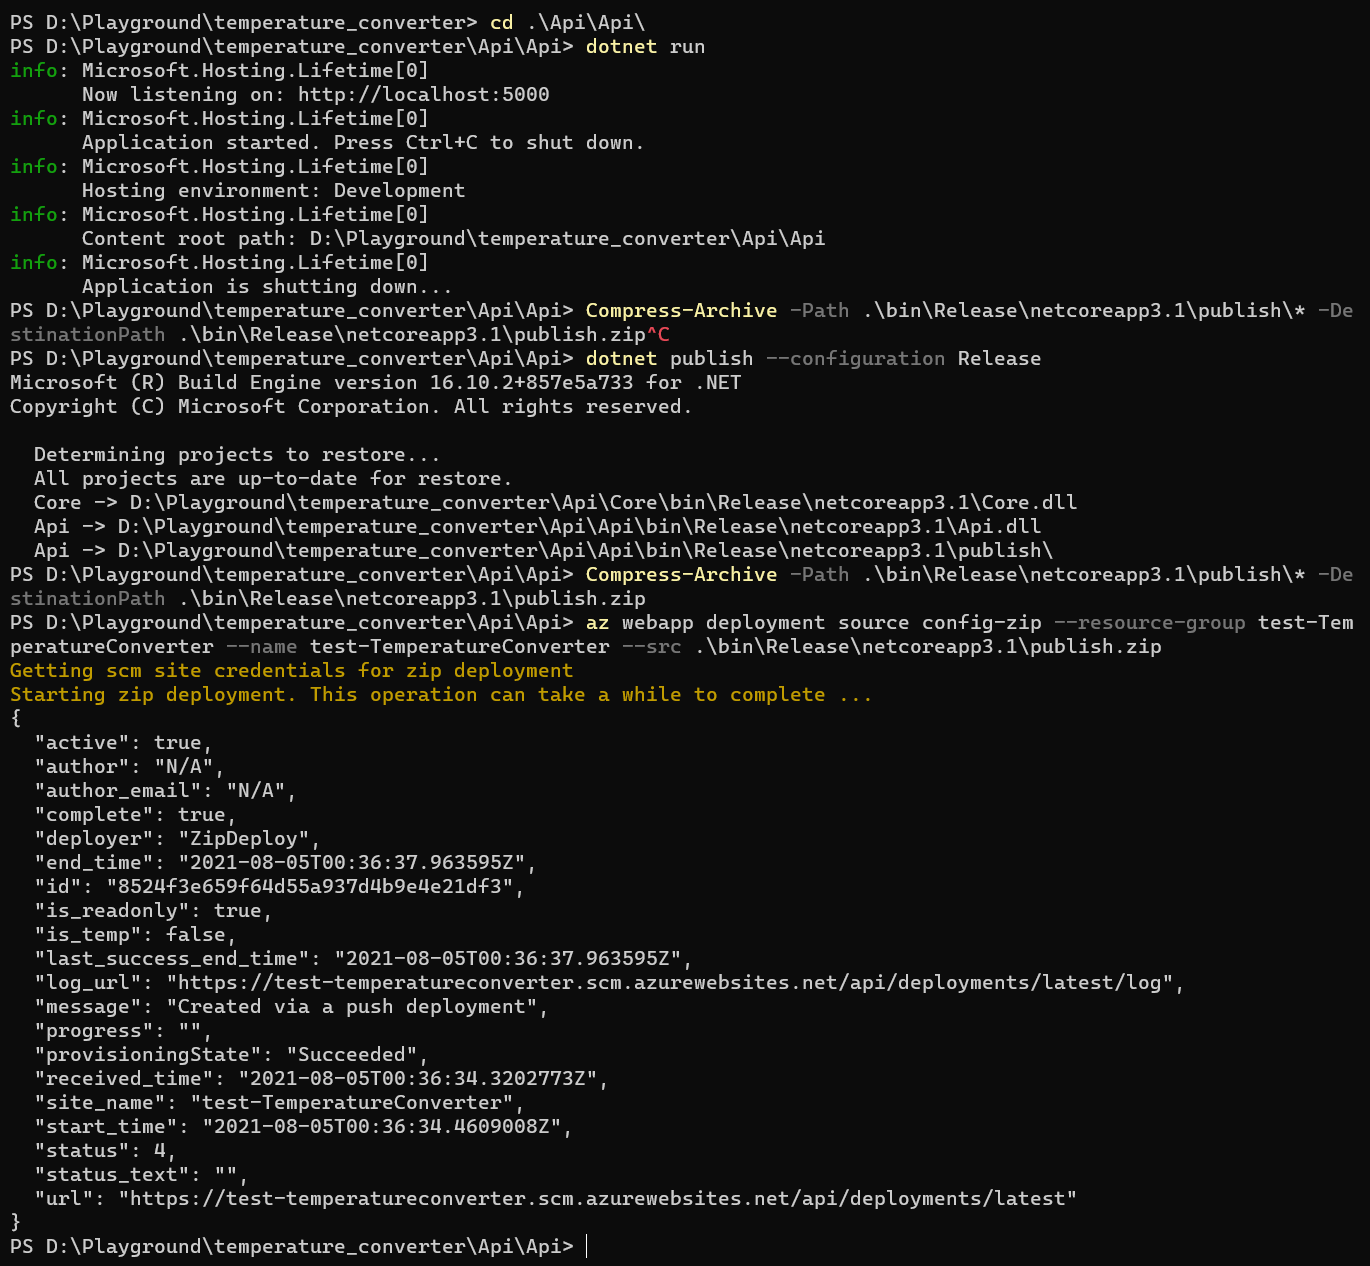 PS D:\Playground\temperature_converter> cd .\Api\Api\
PS D:\Playground\temperature_converter\Api\Api> dotnet run
info: Microsoft.Hosting.Lifetime[0]
      Now listening on: http://localhost:5000
info: Microsoft.Hosting.Lifetime[0]
      Application started. Press Ctrl+C to shut down.
info: Microsoft.Hosting.Lifetime[0]
      Hosting environment: Development
info: Microsoft.Hosting.Lifetime[0]
      Content root path: D:\Playground\temperature_converter\Api\Api
info: Microsoft.Hosting.Lifetime[0]
      Application is shutting down...
PS D:\Playground\temperature_converter\Api\Api> Compress-Archive -Path .\bin\Release\netcoreapp3.1\publish\* -De
stinationPath .\bin\Release\netcoreapp3.1\publish.zip^C
PS D:\Playground\temperature_converter\Api\Api> dotnet publish --configuration Release
Microsoft (R) Build Engine version 16.10.2+857e5a733 for .NET
Copyright (C) Microsoft Corporation. All rights reserved.

  Determining projects to restore...
  All projects are up-to-date for restore.
  Core -> D:\Playground\temperature_converter\Api\Core\bin\Release\netcoreapp3.1\Core.dll
  Api -> D:\Playground\temperature_converter\Api\Api\bin\Release\netcoreapp3.1\Api.dll
  Api -> D:\Playground\temperature_converter\Api\Api\bin\Release\netcoreapp3.1\publish\
PS D:\Playground\temperature_converter\Api\Api> Compress-Archive -Path .\bin\Release\netcoreapp3.1\publish\* -De
stinationPath .\bin\Release\netcoreapp3.1\publish.zip
PS D:\Playground\temperature_converter\Api\Api> az webapp deployment source config-zip --resource-group test-Tem
peratureConverter --name test-TemperatureConverter --src .\bin\Release\netcoreapp3.1\publish.zip
Getting scm site credentials for zip deployment
Starting zip deployment. This operation can take a while to complete ...
{
  "active": true,
  "author": "N/A",
  "author_email": "N/A",
  "complete": true,
  "deployer": "ZipDeploy",
  "end_time": "2021-08-05T00:36:37.963595Z",
  "id": "8524f3e659f64d55a937d4b9e4e21df3",
  "is_readonly": true,
  "is_temp": false,
  "last_success_end_time": "2021-08-05T00:36:37.963595Z",
  "log_url": "https://test-temperatureconverter.scm.azurewebsites.net/api/deployments/latest/log",
  "message": "Created via a push deployment",
  "progress": "",
  "provisioningState": "Succeeded",
  "received_time": "2021-08-05T00:36:34.3202773Z",
  "site_name": "test-TemperatureConverter",
  "start_time": "2021-08-05T00:36:34.4609008Z",
  "status": 4,
  "status_text": "",
  "url": "https://test-temperatureconverter.scm.azurewebsites.net/api/deployments/latest"
}
PS D:\Playground\temperature_converter\Api\Api>